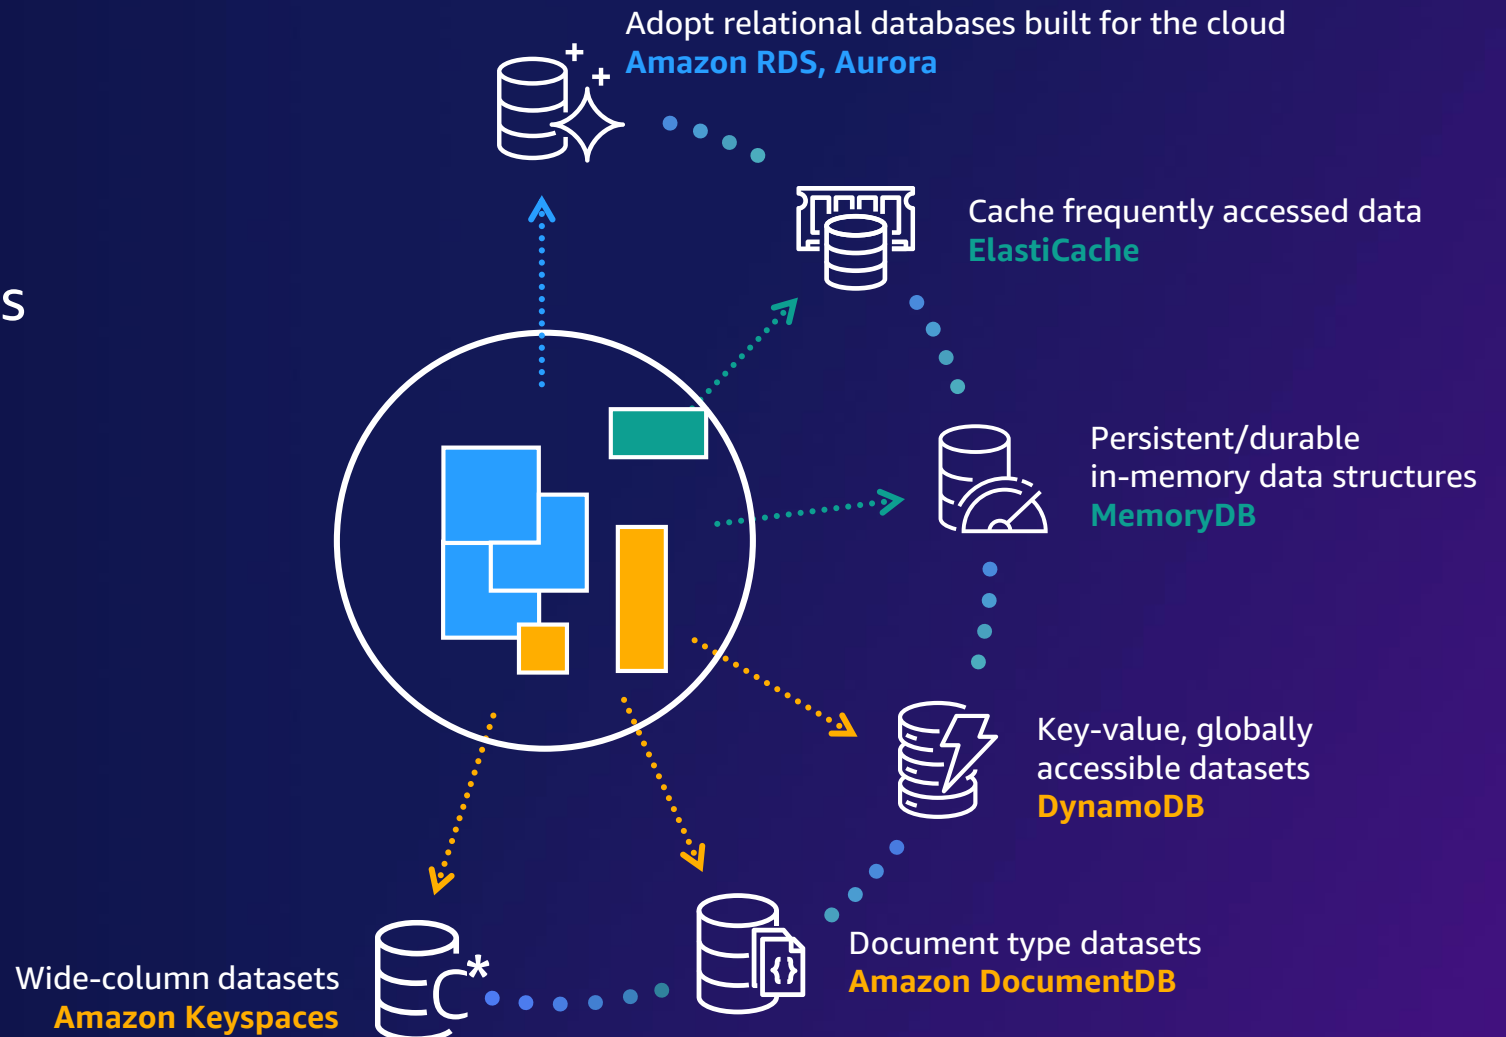 Adopt relational databases built for the cloud
Amazon RDS, Aurora
Cache frequently accessed data
ElastiCache
s
Persistent/durable
in-memory data structures
MemoryDB
Key-value, globally
accessible datasets
DynamoDB
Document type datasets
Amazon DocumentDB
Wide-column datasets
Amazon Keyspaces
C*
{}